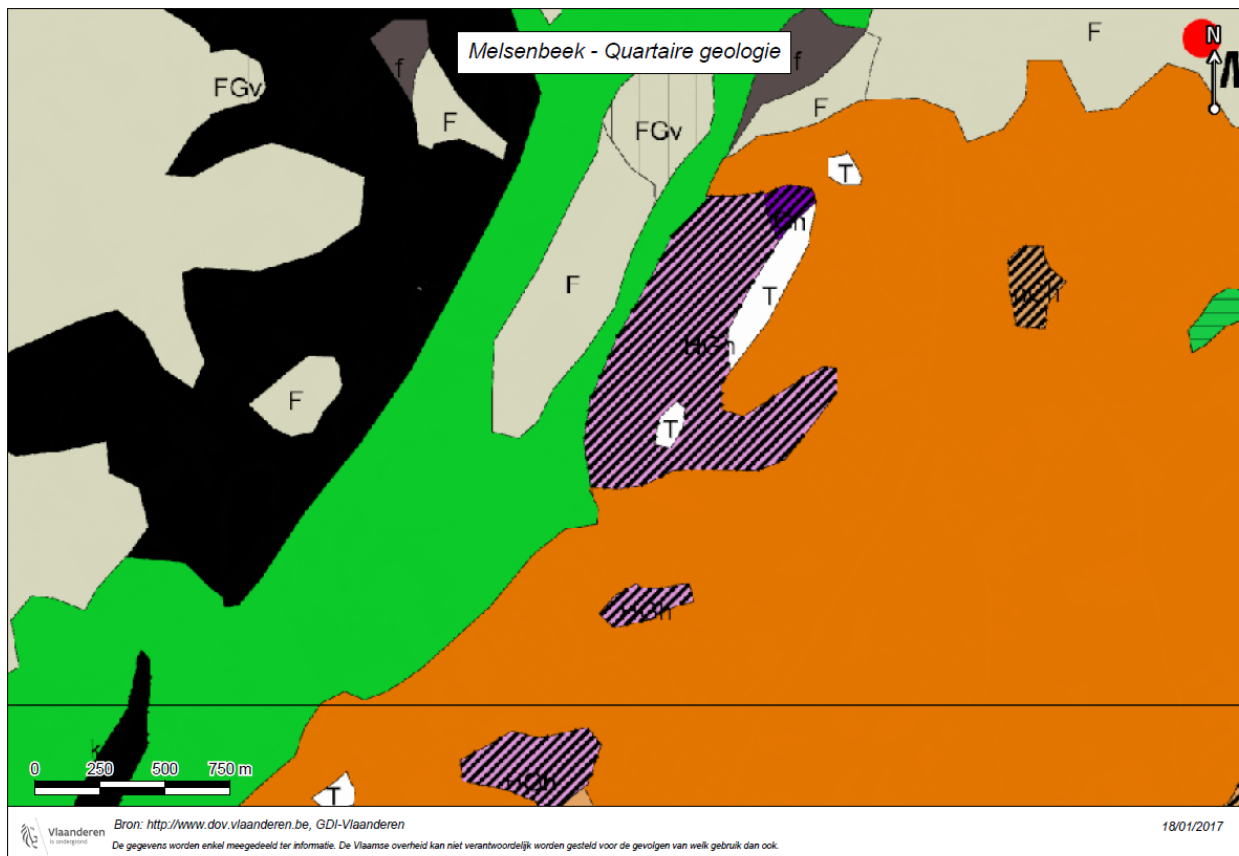 Melsenbeek - Quartaire geologie
F
N
f
f
FGv
F
F
FGv
T
F
T
F
T
0 250 500 750 m
T
Vlaanderen
is ondergrond
Bron: http://www.dov.vlaanderen.be, GDI-Vlaanderen
18/01/2017
De gegevens worden enkel meegedeeld ter informatie. De Vlaamse overheid kan niet verantwoordelijk worden gesteld voor de gevolgen van welk gebruik dan ook.